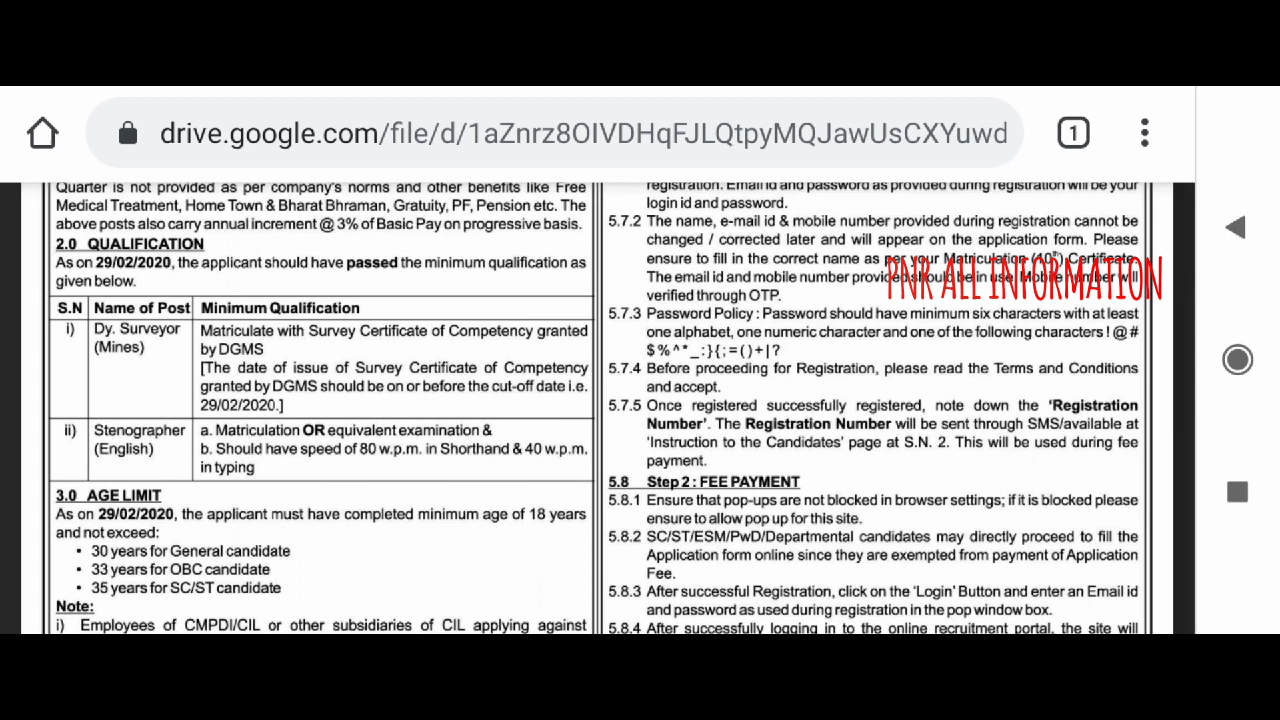 drive.google.com/file/d/1aZnrz8OIVDHqFJLQtpyMQJawUsCXYuwd
1
Quarter is not provided as per company's norms and other benefits like Free
Medical Treatment, Home Town & Bharat Bhraman, Gratuity, PF, Pension etc. The
above posts also carry annual increment @ 3% of Basic Pay on progressive basis.
2.0 QUALIFICATION
As on 29/02/2020, the applicant should have passed the minimum qualification as
given below.
S.N Name of Post Minimum Qualification
i) Dy. Surveyor (Mines)
Matriculate with Survey Certificate of Competency granted
by DGMS
[The date of issue of Survey Certificate of Competency
granted by DGMS should be on or before the cut-off date i.e.
29/02/2020.]
ii) Stenographer (English)
a. Matriculation OR equivalent examination &
b. Should have speed of 80 w.p.m. in Shorthand & 40 w.p.m.
in typing
3.0 AGE LIMIT
As on 29/02/2020, the applicant must have completed minimum age of 18 years
and not exceed:
• 30 years for General candidate
• 33 years for OBC candidate
• 35 years for SC/ST candidate
Note:
i) Employees of CMPDI/CIL or other subsidiaries of CIL applying against
registration. Email id and password as provided during registration will be your
login id and password.
5.7.2 The name, e-mail id & mobile number provided during registration cannot be
changed / corrected later and will appear on the application form. Please
ensure to fill in the correct name as per your Matriculation (10th) Certificate.
The email id and mobile number provided should be in use. Mobile number will
verified through OTP.
PNR ALL INFORMATION
5.7.3 Password Policy : Password should have minimum six characters with at least
one alphabet, one numeric character and one of the following characters ! @ #
$ % ^ * _ : } { ; = ( ) + | ?
5.7.4 Before proceeding for Registration, please read the Terms and Conditions
and accept.
5.7.5 Once registered successfully registered, note down the 'Registration
Number'. The Registration Number will be sent through SMS/available at
'Instruction to the Candidates' page at S.N. 2. This will be used during fee
payment.
5.8 Step 2 : FEE PAYMENT
5.8.1 Ensure that pop-ups are not blocked in browser settings; if it is blocked please
ensure to allow pop up for this site.
5.8.2 SC/ST/ESM/PwD/Departmental candidates may directly proceed to fill the
Application form online since they are exempted from payment of Application
Fee.
5.8.3 After successful Registration, click on the 'Login' Button and enter an Email id
and password as used during registration in the pop window box.
5.8.4 After successfully logging in to the online recruitment portal, the site will